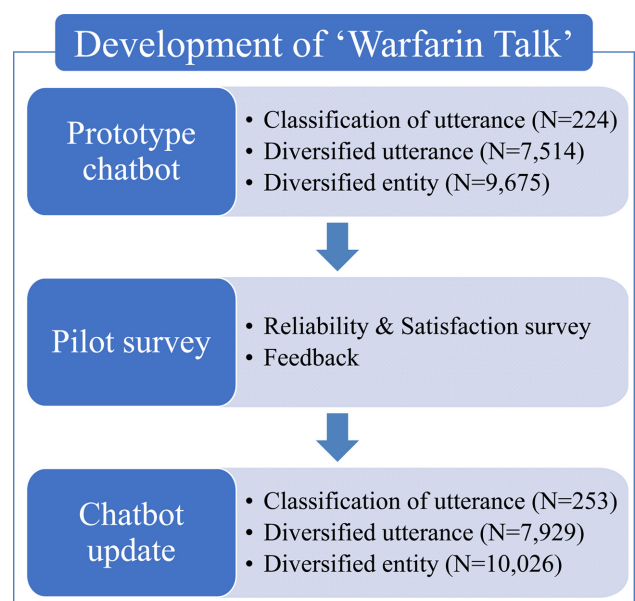 Development of ‘Warfarin Talk’
Prototype
chatbot
• Classification of utterance (N=224)
• Diversified utterance (N=7,514)
• Diversified entity (N=9,675)
Pilot survey
• Reliability & Satisfaction survey
• Feedback
Chatbot
update
• Classification of utterance (N=253)
• Diversified utterance (N=7,929)
• Diversified entity (N=10,026)